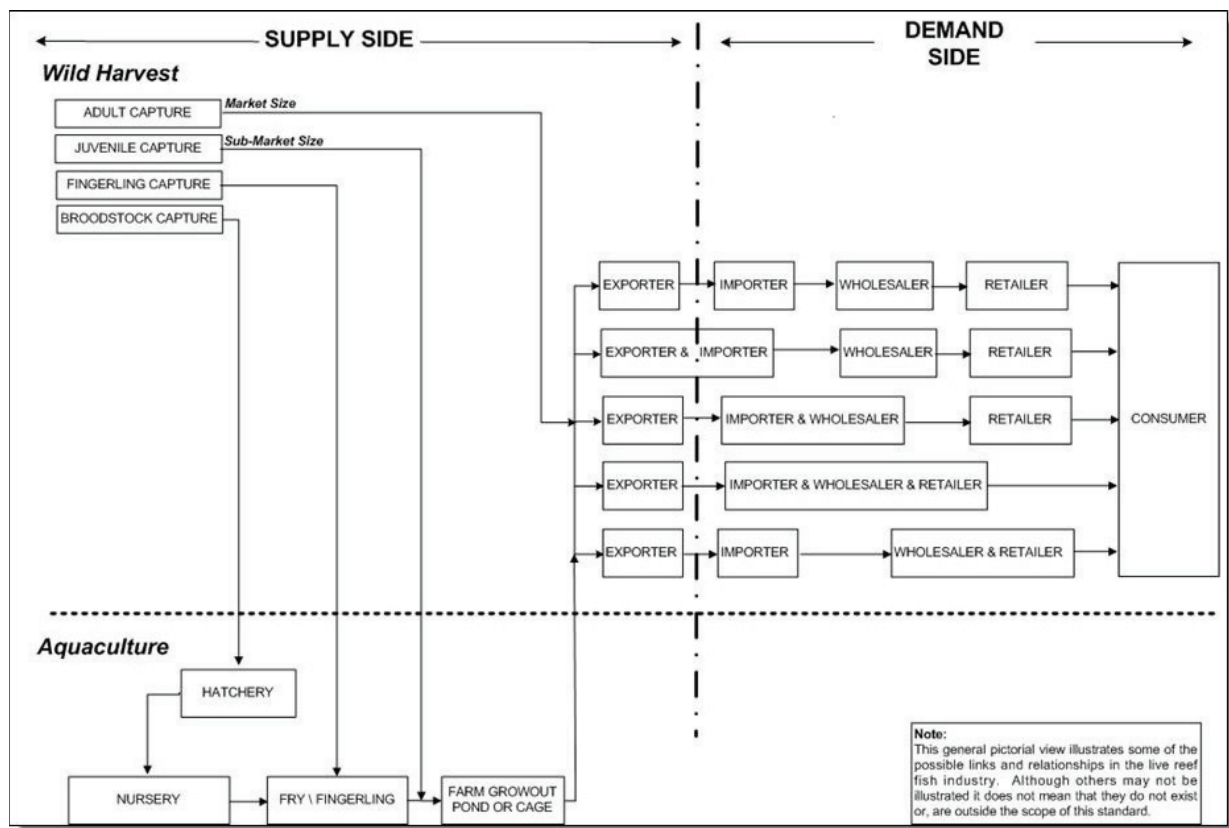 SUPPLY SIDE
DEMAND
SIDE
Wild Harvest
ADULT CAPTURE
Market Size
JUVENILE CAPTURE
Sub-Market Size
FINGERLING CAPTURE
BROODSTOCK CAPTURE
EXPORTER
IMPORTER
WHOLESALER
RETAILER
EXPORTER & IMPORTER
WHOLESALER
RETAILER
EXPORTER
IMPORTER & WHOLESALER
RETAILER
CONSUMER
EXPORTER
IMPORTER & WHOLESALER & RETAILER
EXPORTER
IMPORTER
WHOLESALER & RETAILER
Aquaculture
HATCHERY
NURSERY
FRY \ FINGERLING
FARM GROWOUT
POND OR CAGE
Note:
This general pictorial view illustrates some of the
possible links and relationships in the live reef
fish industry. Although others may not be
illustrated it does not mean that they do not exist
or, are outside the scope of this standard.